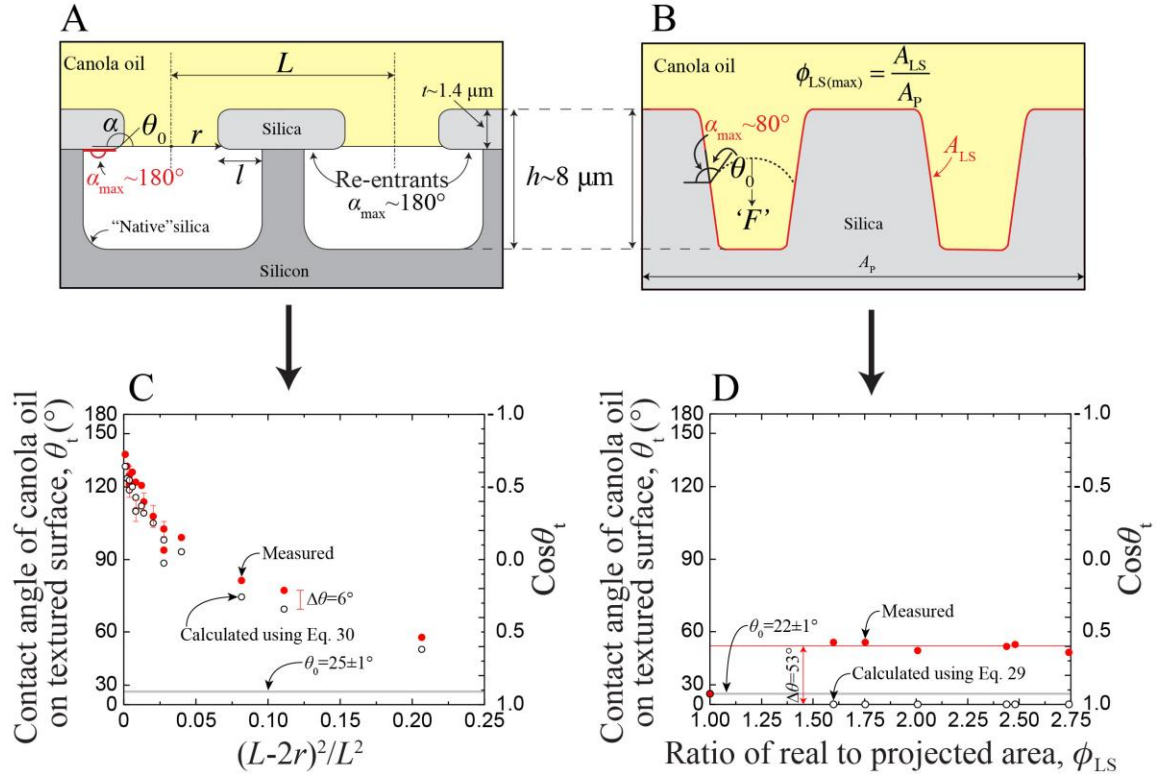 A
Canola oil
L
t~1.4 μm
α
θ0
r
Silica
αmax~180°
l
Re-entrants
αmax~180°
"Native"silica
Silicon
h~8 μm
B
Canola oil
ϕLS(max) = ALS/AP
αmax~80°
θ0
ALS
'F'
Silica
AP
C
Contact angle of canola oil
on textured surface, θt (°)
180
150
120
90
60
30
0
-1.0
-0.5
0.0
0.5
1.0
Cosθt
Measured
Δθ=6°
Calculated using Eq. 30
θ0=25±1°
0
0.05
0.10
0.15
0.20
0.25
(L-2r)²/L²
D
Contact angle of canola oil
on textured surface, θt (°)
180
150
120
90
60
30
0
-1.0
-0.5
0.0
0.5
1.0
Cosθt
θ0=22±1°
Measured
Δθ=53°
Calculated using Eq. 29
1.00
1.25
1.50
1.75
2.00
2.25
2.50
2.75
Ratio of real to projected area, ϕLS